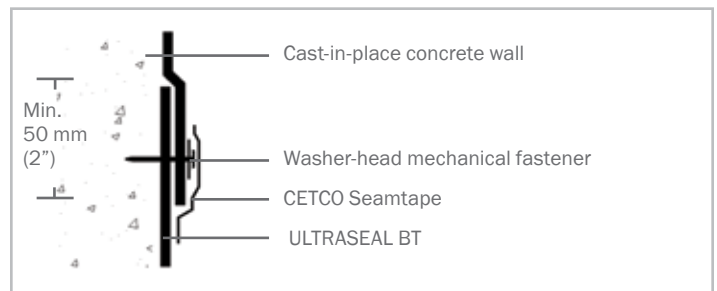 Cast-in-place concrete wall
Min.
50 mm
(2”)
Washer-head mechanical fastener
CETCO Seamtape
ULTRASEAL BT